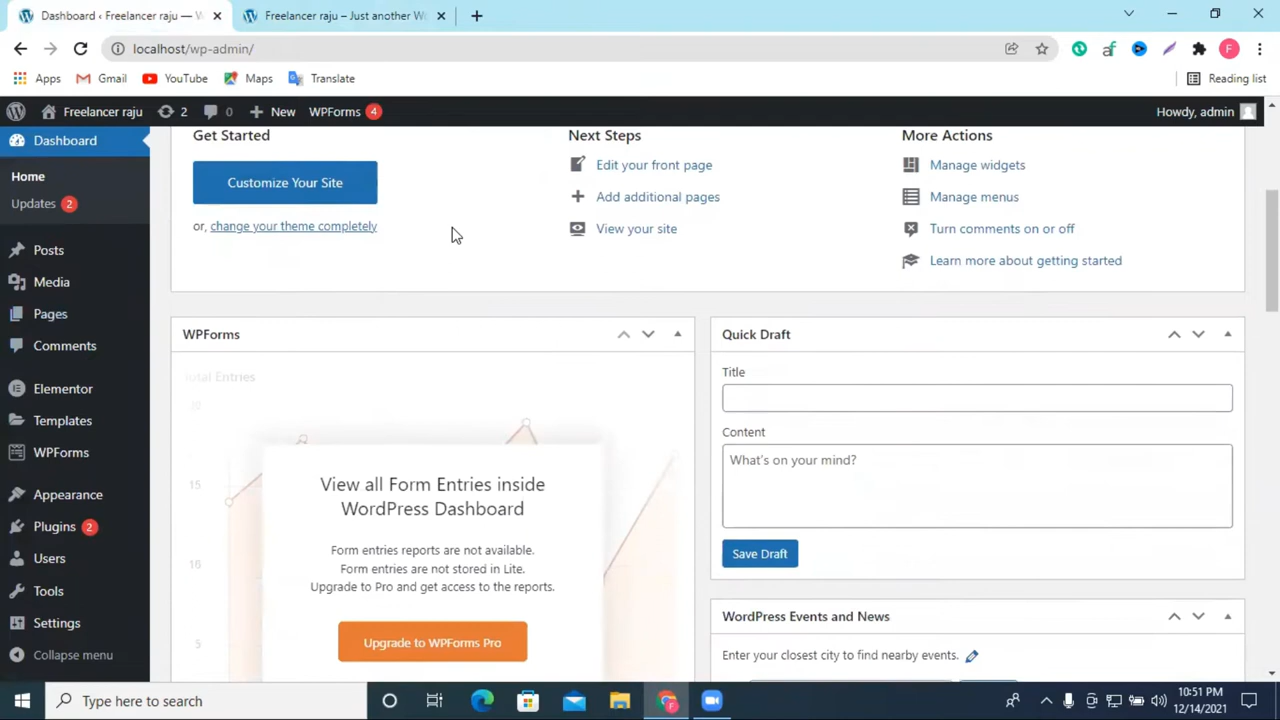 Dashboard ‹ Freelancer raju — W
Freelancer raju – Just another Wo
localhost/wp-admin/
F
Apps
Gmail
YouTube
Maps
Translate
Reading list
Freelancer raju
2
0
New
WPForms
4
Howdy, admin
Dashboard
Home
Updates 2
Posts
Media
Pages
Comments
Elementor
Templates
WPForms
Appearance
Plugins 2
Users
Tools
Settings
Collapse menu
Get Started
Customize Your Site
or, change your theme completely
Next Steps
Edit your front page
Add additional pages
View your site
More Actions
Manage widgets
Manage menus
Turn comments on or off
Learn more about getting started
WPForms
15
10
5
View all Form Entries inside
WordPress Dashboard
Form entries reports are not available.
Form entries are not stored in Lite.
Upgrade to Pro and get access to the reports.
Upgrade to WPForms Pro
Quick Draft
Title
Content
What's on your mind?
Save Draft
WordPress Events and News
Enter your closest city to find nearby events.
Type here to search
10:51 PM
12/14/2021